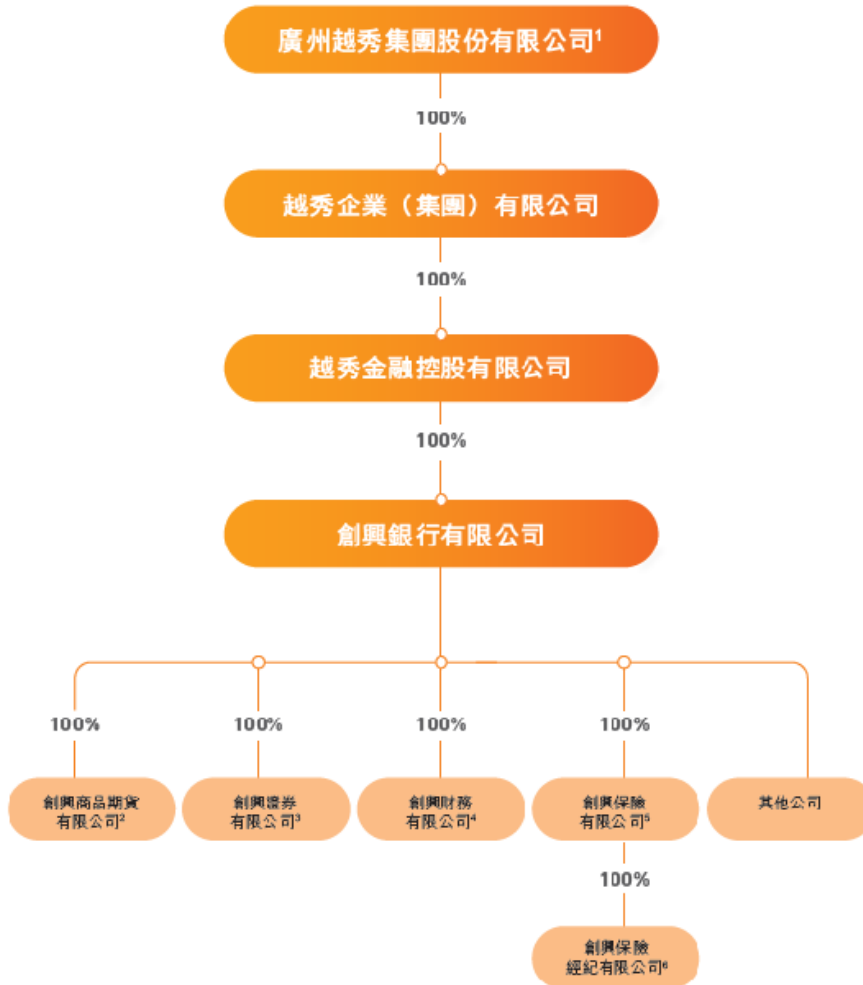 廣州越秀集團股份有限公司¹
100%
越秀企業（集團）有限公司
100%
越秀金融控股有限公司
100%
創興銀行有限公司
100%
100%
100%
100%
創興商品期貨
有限公司²
創興證券
有限公司³
創興財務
有限公司⁴
創興保險
有限公司⁵
其他公司
100%
創興保險
經紀有限公司⁶